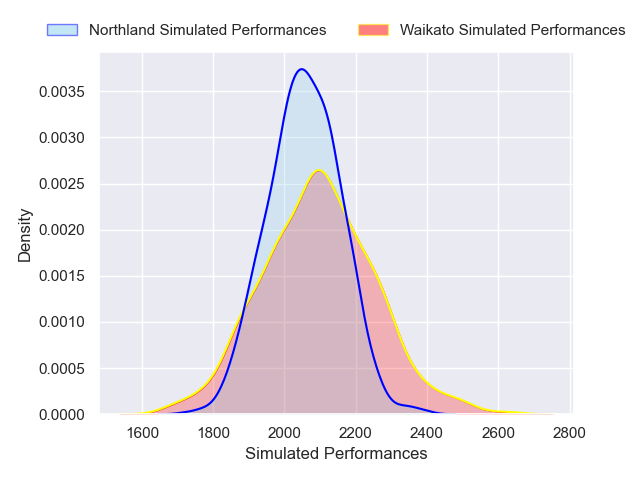 Northland Simulated Performances
Waikato Simulated Performances
0.0035
0.0030
0.0025
0.0020
0.0015
0.0010
0.0005
0.0000
Density
1600 1800 2000 2200 2400 2600 2800
Simulated Performances